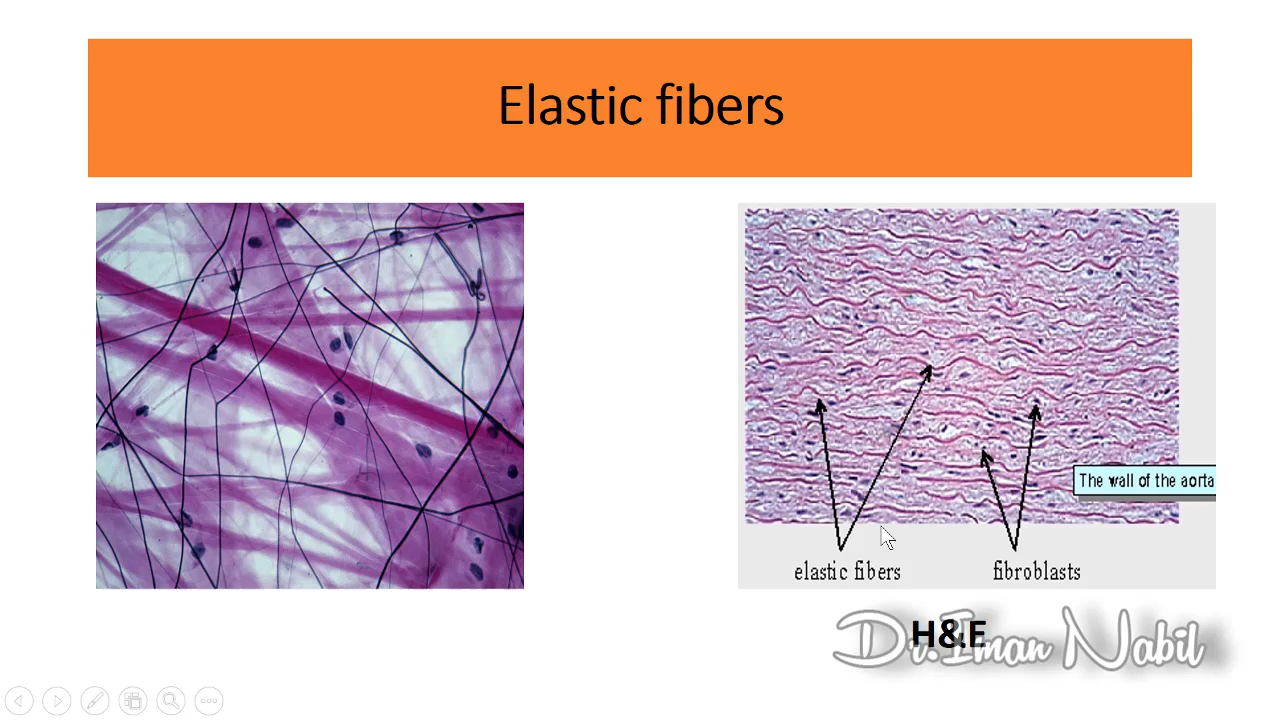 Elastic fibers
The wall of the aorta
elastic fibers
fibroblasts
H&E
Dr.Iman Nabil